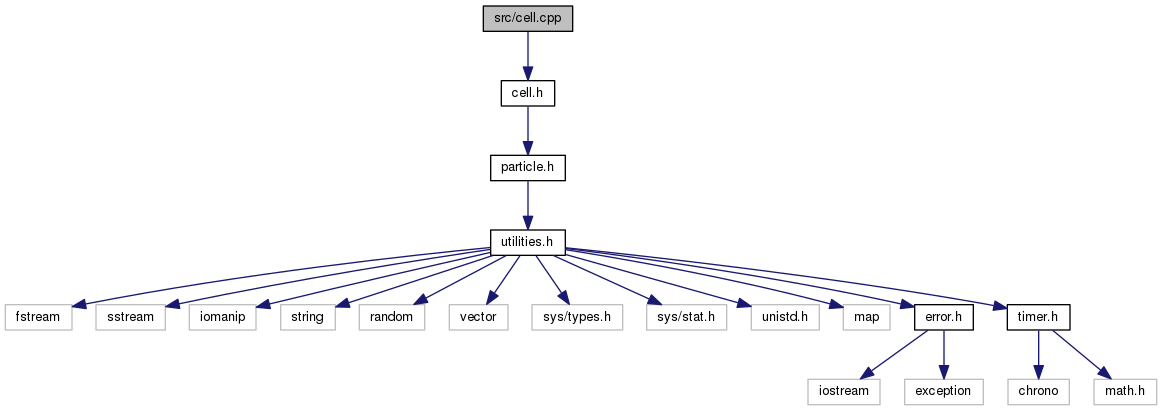 src/cell.cpp
cell.h
particle.h
utilities.h
fstream
sstream
iomanip
string
random
vector
sys/types.h
sys/stat.h
unistd.h
map
error.h
timer.h
iostream
exception
chrono
math.h